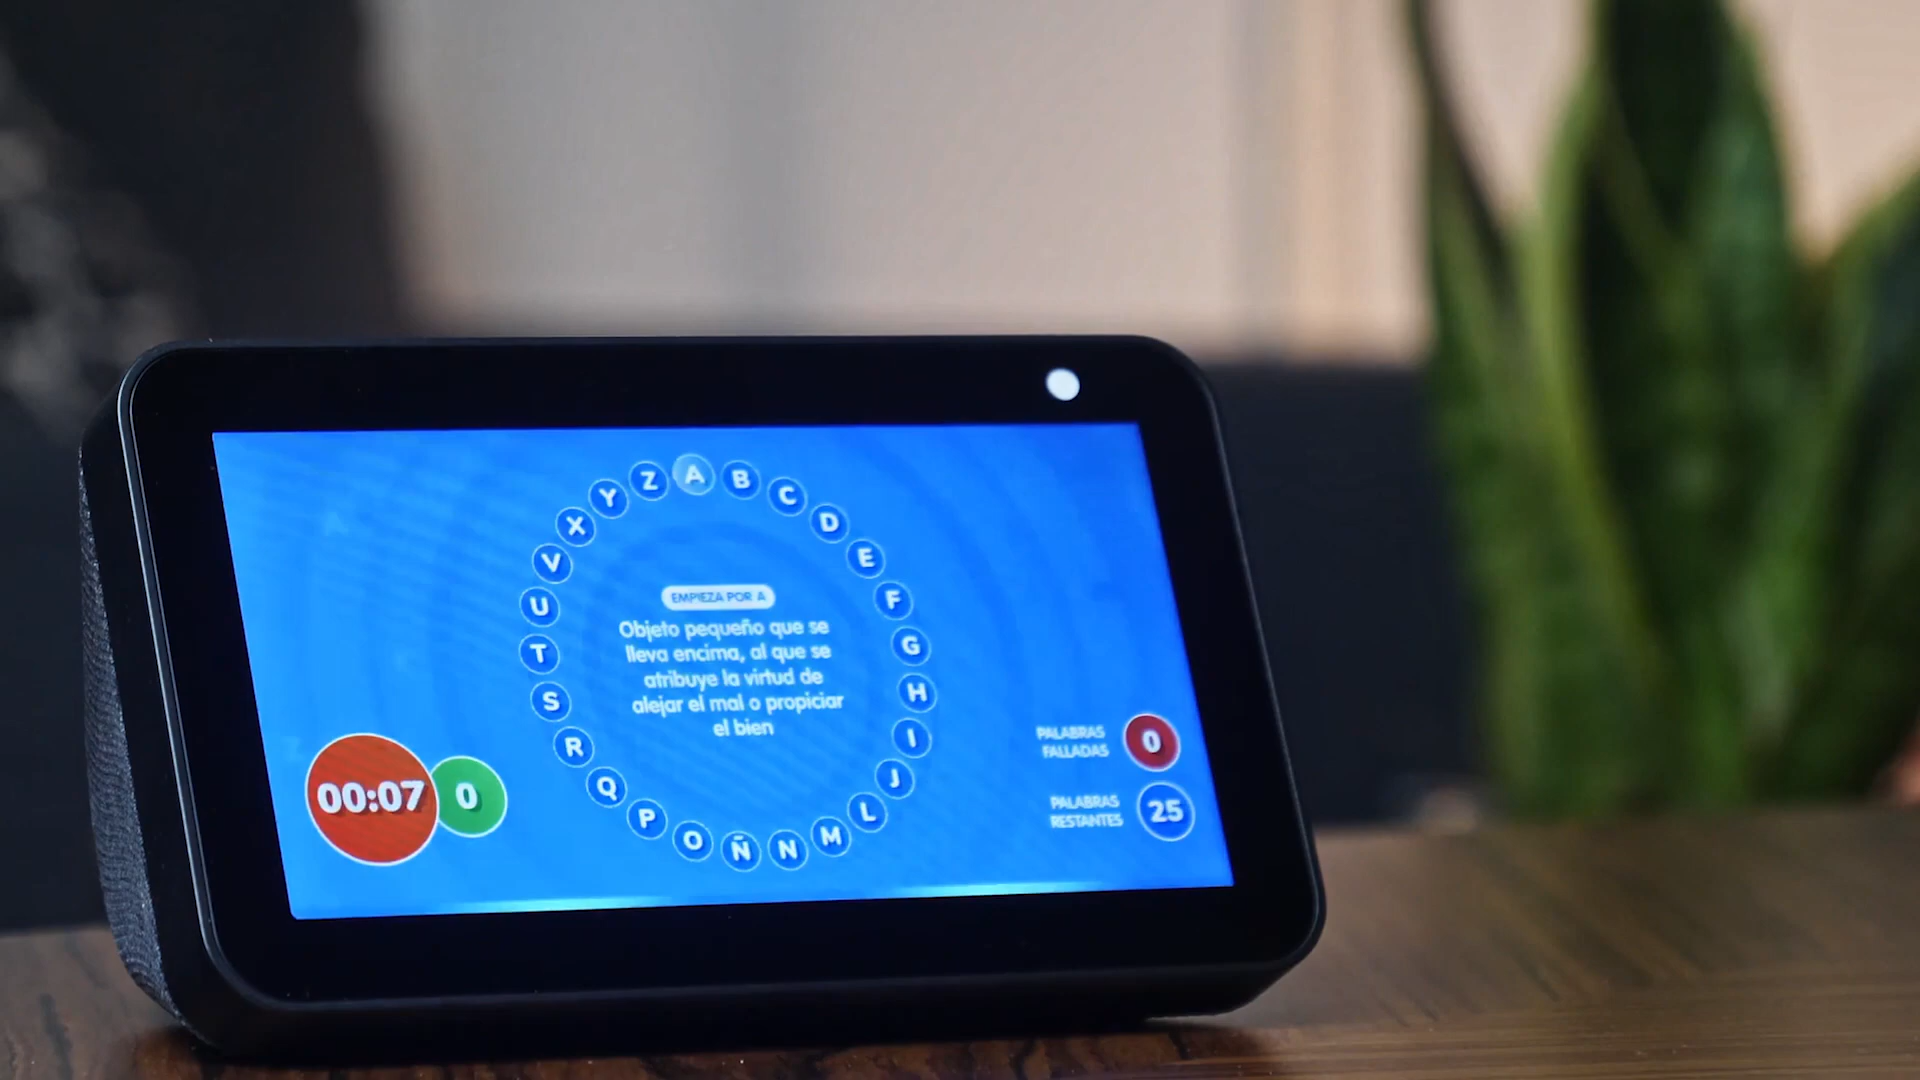 A
B
C
D
E
F
G
H
I
J
L
M
N
Ñ
O
P
Q
R
S
T
U
V
X
Y
Z
EMPIEZA POR A
Objeto pequeño que se
lleva encima, al que se
atribuye la virtud de
alejar el mal o propiciar
el bien
00:07
0
PALABRAS
FALLADAS
0
PALABRAS
RESTANTES
25